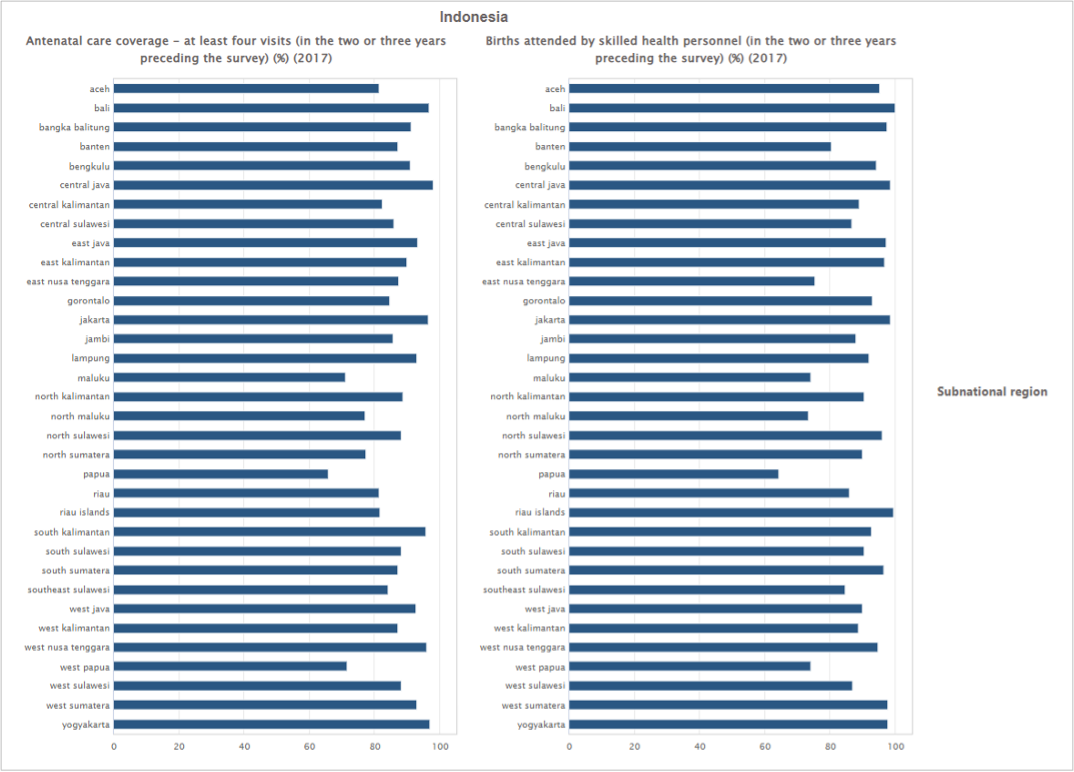 Indonesia
Antenatal care coverage – at least four visits (in the two or three years
preceding the survey) (%) (2017)
aceh
bali
bangka balitung
banten
bengkulu
central java
central kalimantan
central sulawesi
east java
east kalimantan
east nusa tenggara
gorontalo
jakarta
jambi
lampung
maluku
north kalimantan
north maluku
north sulawesi
north sumatera
papua
riau
riau islands
south kalimantan
south sulawesi
south sumatera
southeast sulawesi
west java
west kalimantan
west nusa tenggara
west papua
west sulawesi
west sumatera
yogyakarta
0 20 40 60 80 100
Births attended by skilled health personnel (in the two or three years
preceding the survey) (%) (2017)
aceh
bali
bangka balitung
banten
bengkulu
central java
central kalimantan
central sulawesi
east java
east kalimantan
east nusa tenggara
gorontalo
jakarta
jambi
lampung
maluku
north kalimantan
north maluku
north sulawesi
north sumatera
papua
riau
riau islands
south kalimantan
south sulawesi
south sumatera
southeast sulawesi
west java
west kalimantan
west nusa tenggara
west papua
west sulawesi
west sumatera
yogyakarta
0 20 40 60 80 100
Subnational region